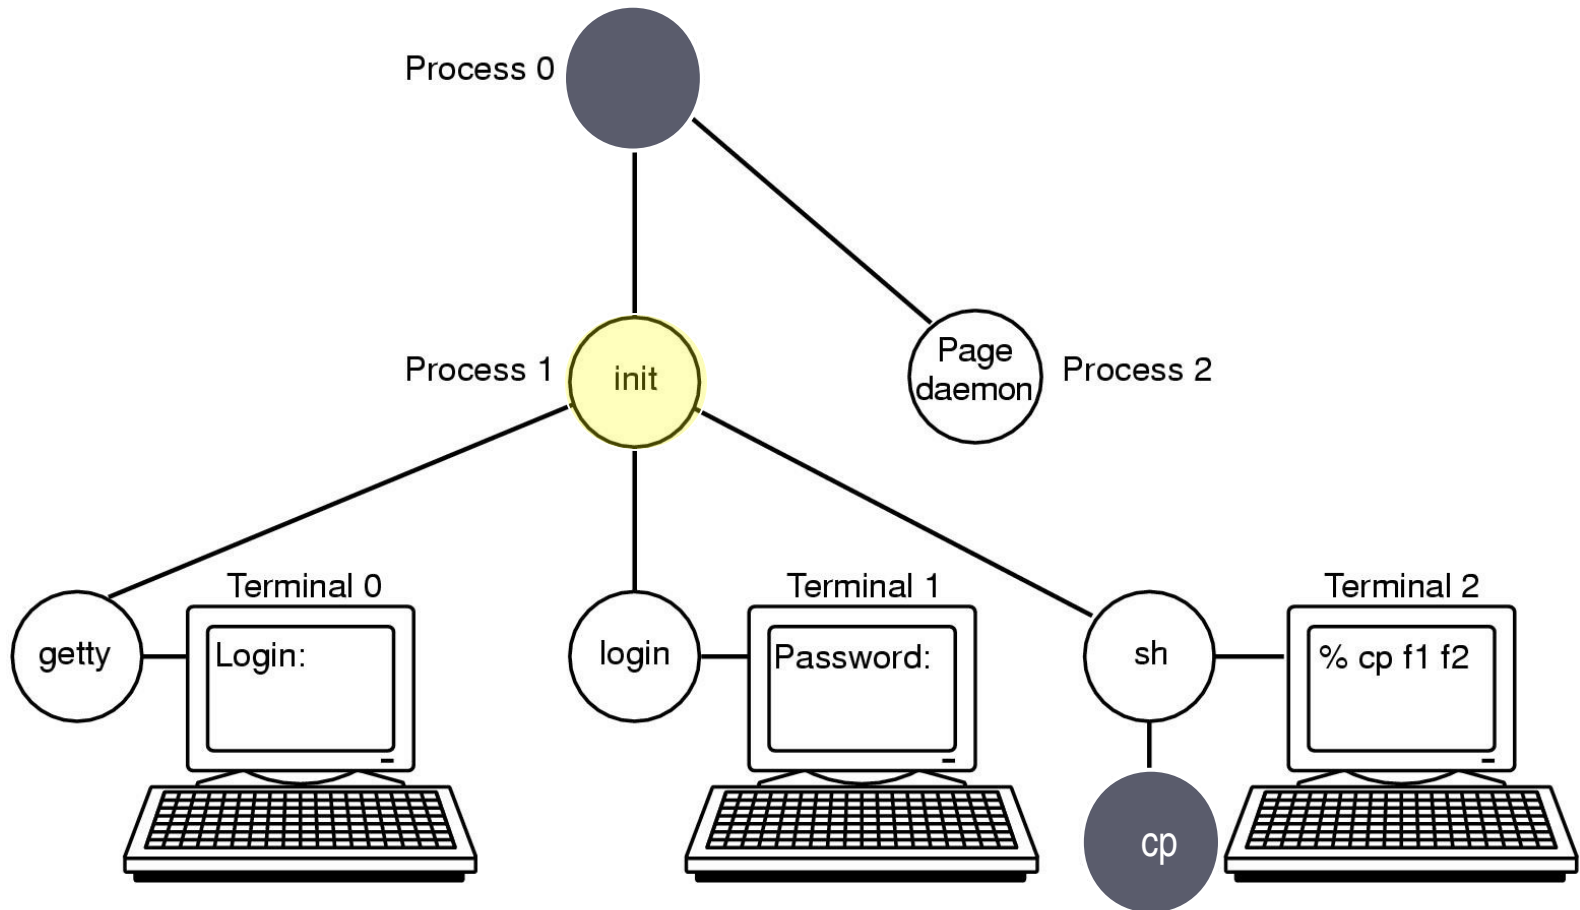 Process 0
Process 1
init
Page
daemon
Process 2
Terminal 0
Terminal 1
Terminal 2
getty
Login:
login
Password:
sh
% cp f1 f2
cp